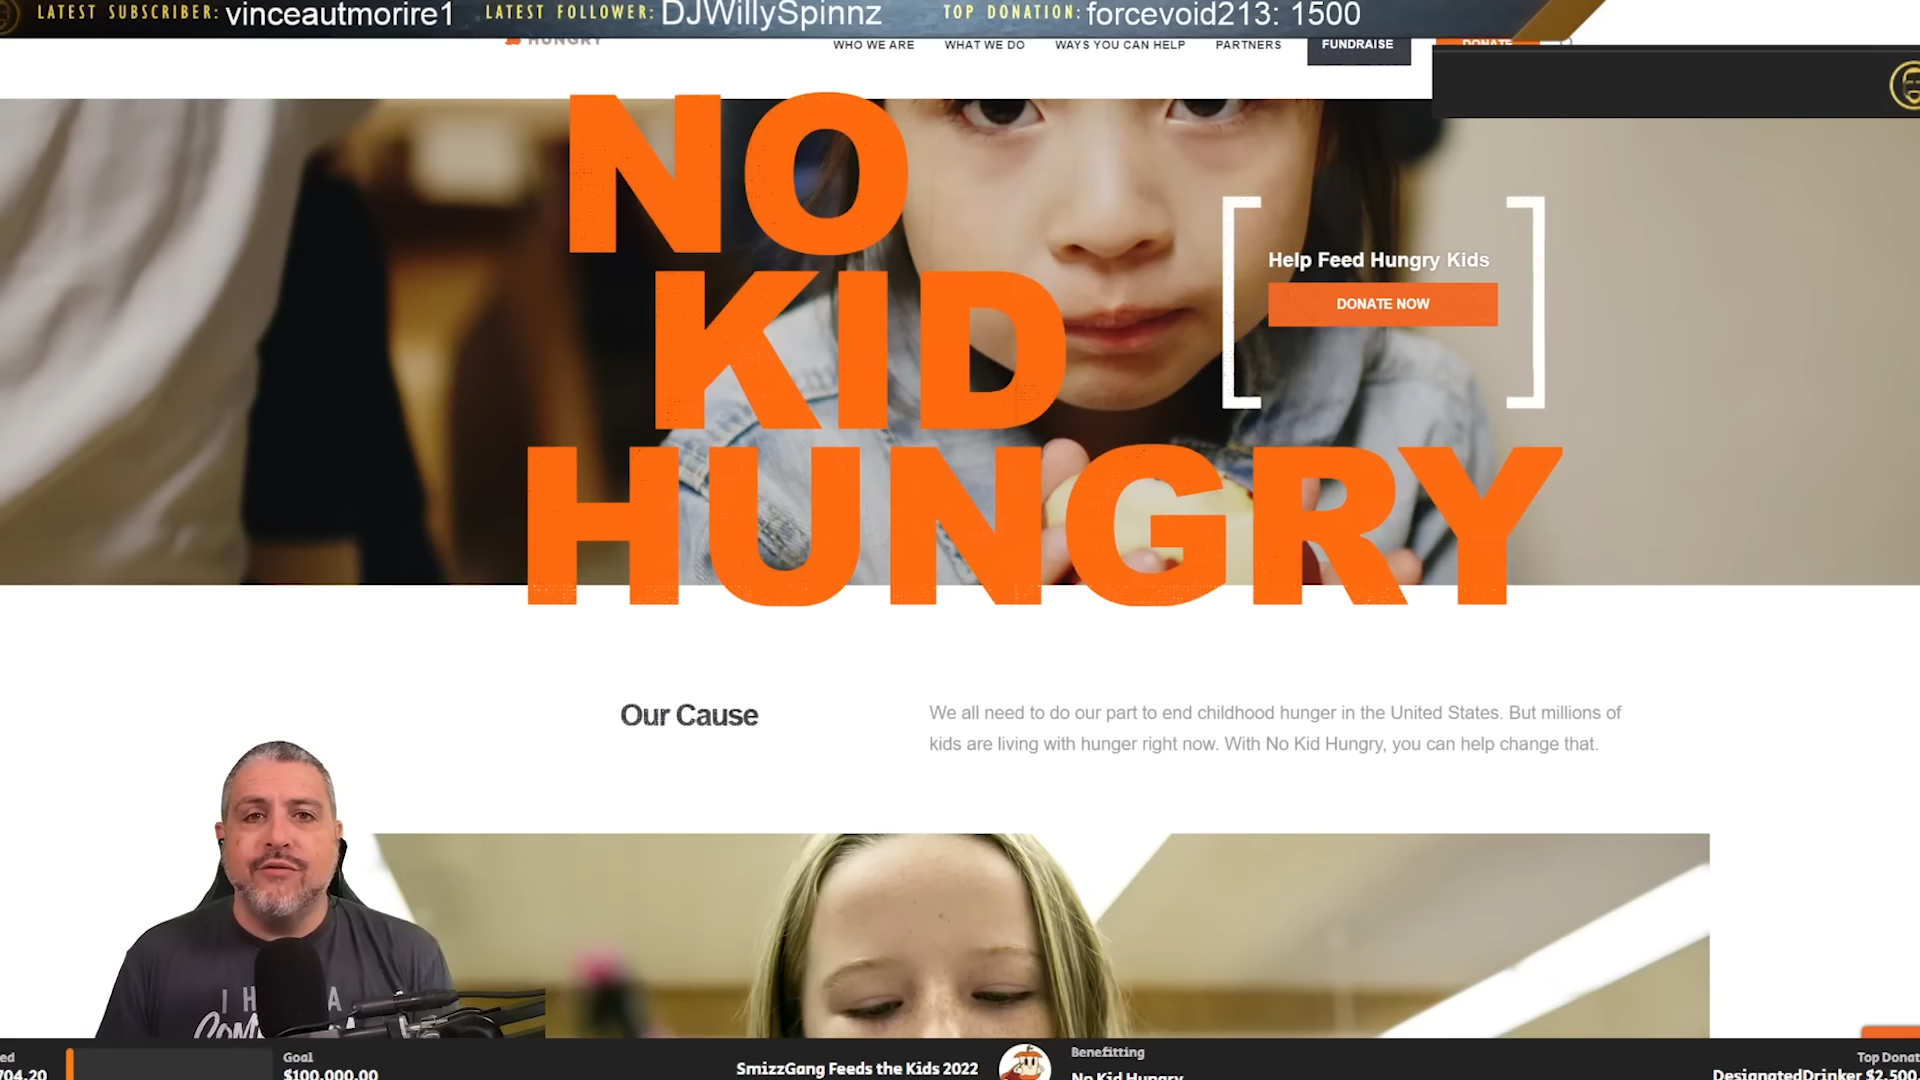 LATEST SUBSCRIBER: vinceautmorire1 LATEST FOLLOWER: DJWillySpinnz TOP DONATION: forcevoid213: 1500
HUNGRY WHO WE ARE WHAT WE DO WAYS YOU CAN HELP PARTNERS FUNDRAISE DONATE
NO
KID
HUNGRY
Help Feed Hungry Kids
DONATE NOW
Our Cause
We all need to do our part to end childhood hunger in the United States. But millions of
kids are living with hunger right now. With No Kid Hungry, you can help change that.
I H A
ed Goal SmizzGang Feeds the Kids 2022 Benefitting Top Donat
704.20 $100,000.00 No Kid Hungry DesignatedDrinker $2,500